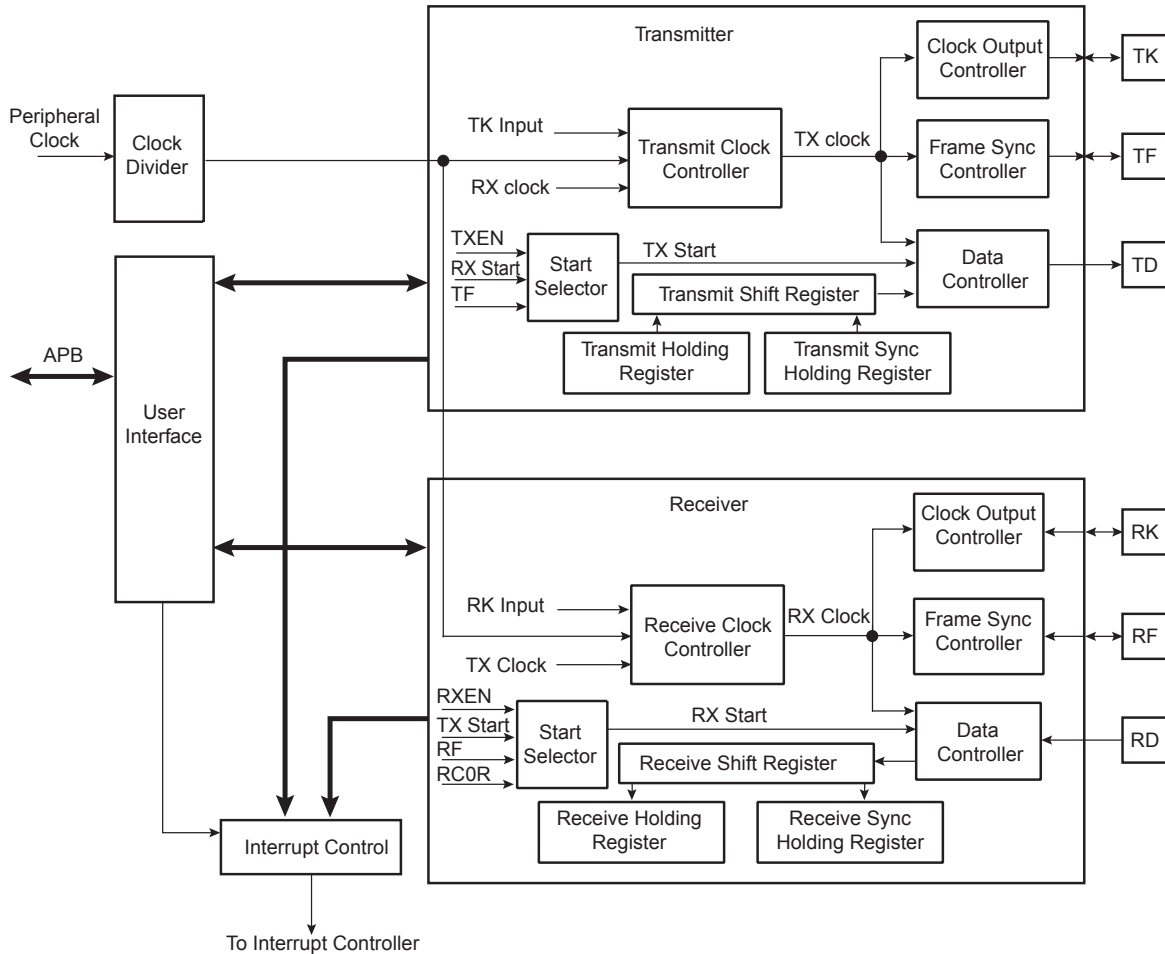 Transmitter
Clock Output
Controller
TK
Peripheral
Clock
Clock
Divider
TK Input
Transmit Clock
Controller
TX clock
Frame Sync
Controller
TF
RX clock
TXEN
RX Start
TF
Start
Selector
TX Start
Data
Controller
TD
Transmit Shift Register
Transmit Holding
Register
Transmit Sync
Holding Register
APB
User
Interface
Receiver
Clock Output
Controller
RK
RK Input
Receive Clock
Controller
RX Clock
Frame Sync
Controller
RF
TX Clock
RXEN
TX Start
RF
RC0R
Start
Selector
RX Start
Data
Controller
RD
Receive Shift Register
Receive Holding
Register
Receive Sync
Holding Register
Interrupt Control
To Interrupt Controller